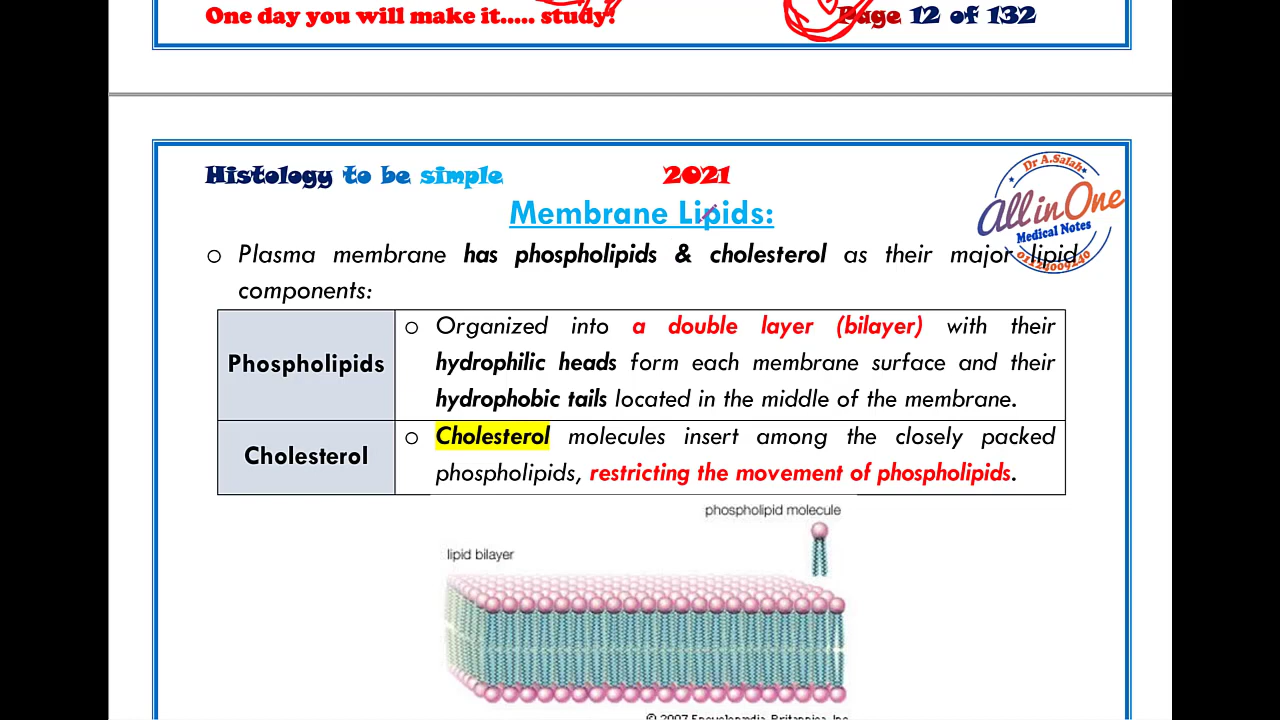 One day you will make it..... study!
Page 12 of 132
Histology to be simple
2021
Dr A.Salah
All in One
Medical Notes
Membrane Lipids:
o Plasma membrane has phospholipids & cholesterol as their major lipid
components:
Phospholipids
o Organized into a double layer (bilayer) with their
hydrophilic heads form each membrane surface and their
hydrophobic tails located in the middle of the membrane.
Cholesterol
o Cholesterol molecules insert among the closely packed
phospholipids, restricting the movement of phospholipids.
phospholipid molecule
lipid bilayer
© 2007 Encyclopædia Britannica, Inc.